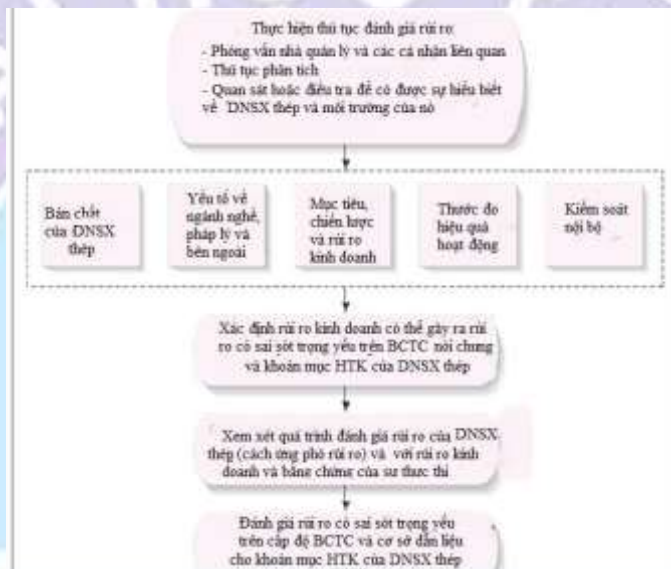 Thực hiện thủ tục đánh giá rủi ro
- Phỏng vấn nhà quản lý và các cá nhân liên quan
- Thủ tục phân tích
- Quan sát hoặc điều tra để có được sự hiểu biết
về DNSX thép và môi trường của nó
Bản chất
của DNSX
thép
Yếu tố về
ngành nghề,
pháp lý và
bên ngoài
Mục tiêu,
chiến lược
và rủi ro
kinh doanh
Thước đo
hiệu quả
hoạt động
Kiểm soát
nội bộ
Xác định rủi ro kinh doanh có thể gây ra rủi
ro có sai sót trọng yếu trên BCTC nói chung
và khoản mục HTK của DNSX thép
Xem xét quá trình đánh giá rủi ro của DNSX
thép (cách ứng phó rủi ro) và với rủi ro kinh
doanh và bằng chứng của sự thực thi
Đánh giá rủi ro có sai sót trọng yếu
trên cấp độ BCTC và cơ sở dẫn liệu
cho khoản mục HTK của DNSX thép